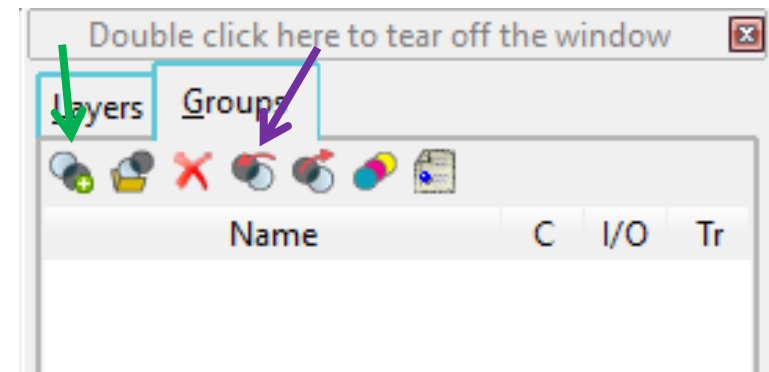 Double click here to tear off the window
Layers Groups
Name C I/O Tr